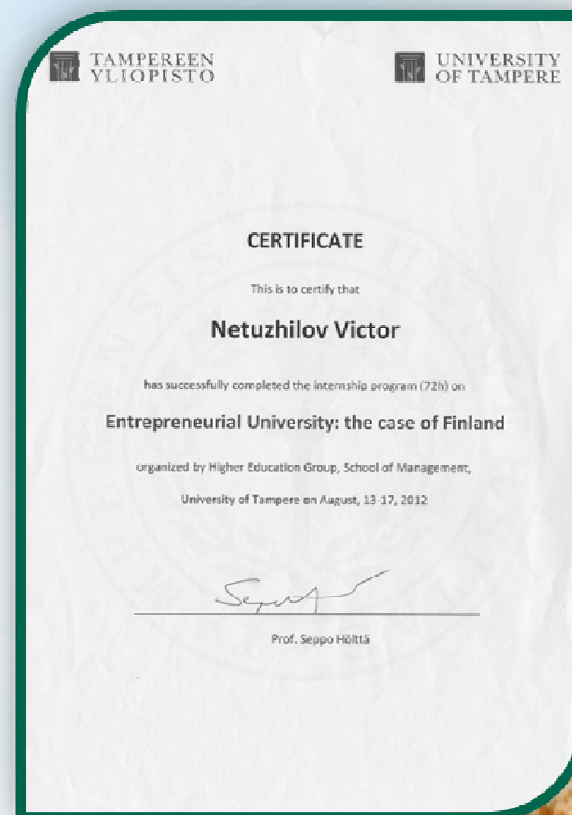 TAMPEREEN
YLIOPISTO
UNIVERSITY
OF TAMPERE
CERTIFICATE
This is to certify that
Netuzhilov Victor
has successfully completed the internship program (72h) on
Entrepreneurial University: the case of Finland
organized by Higher Education Group, School of Management,
University of Tampere on August, 13-17, 2012
Prof. Seppo Hölttä